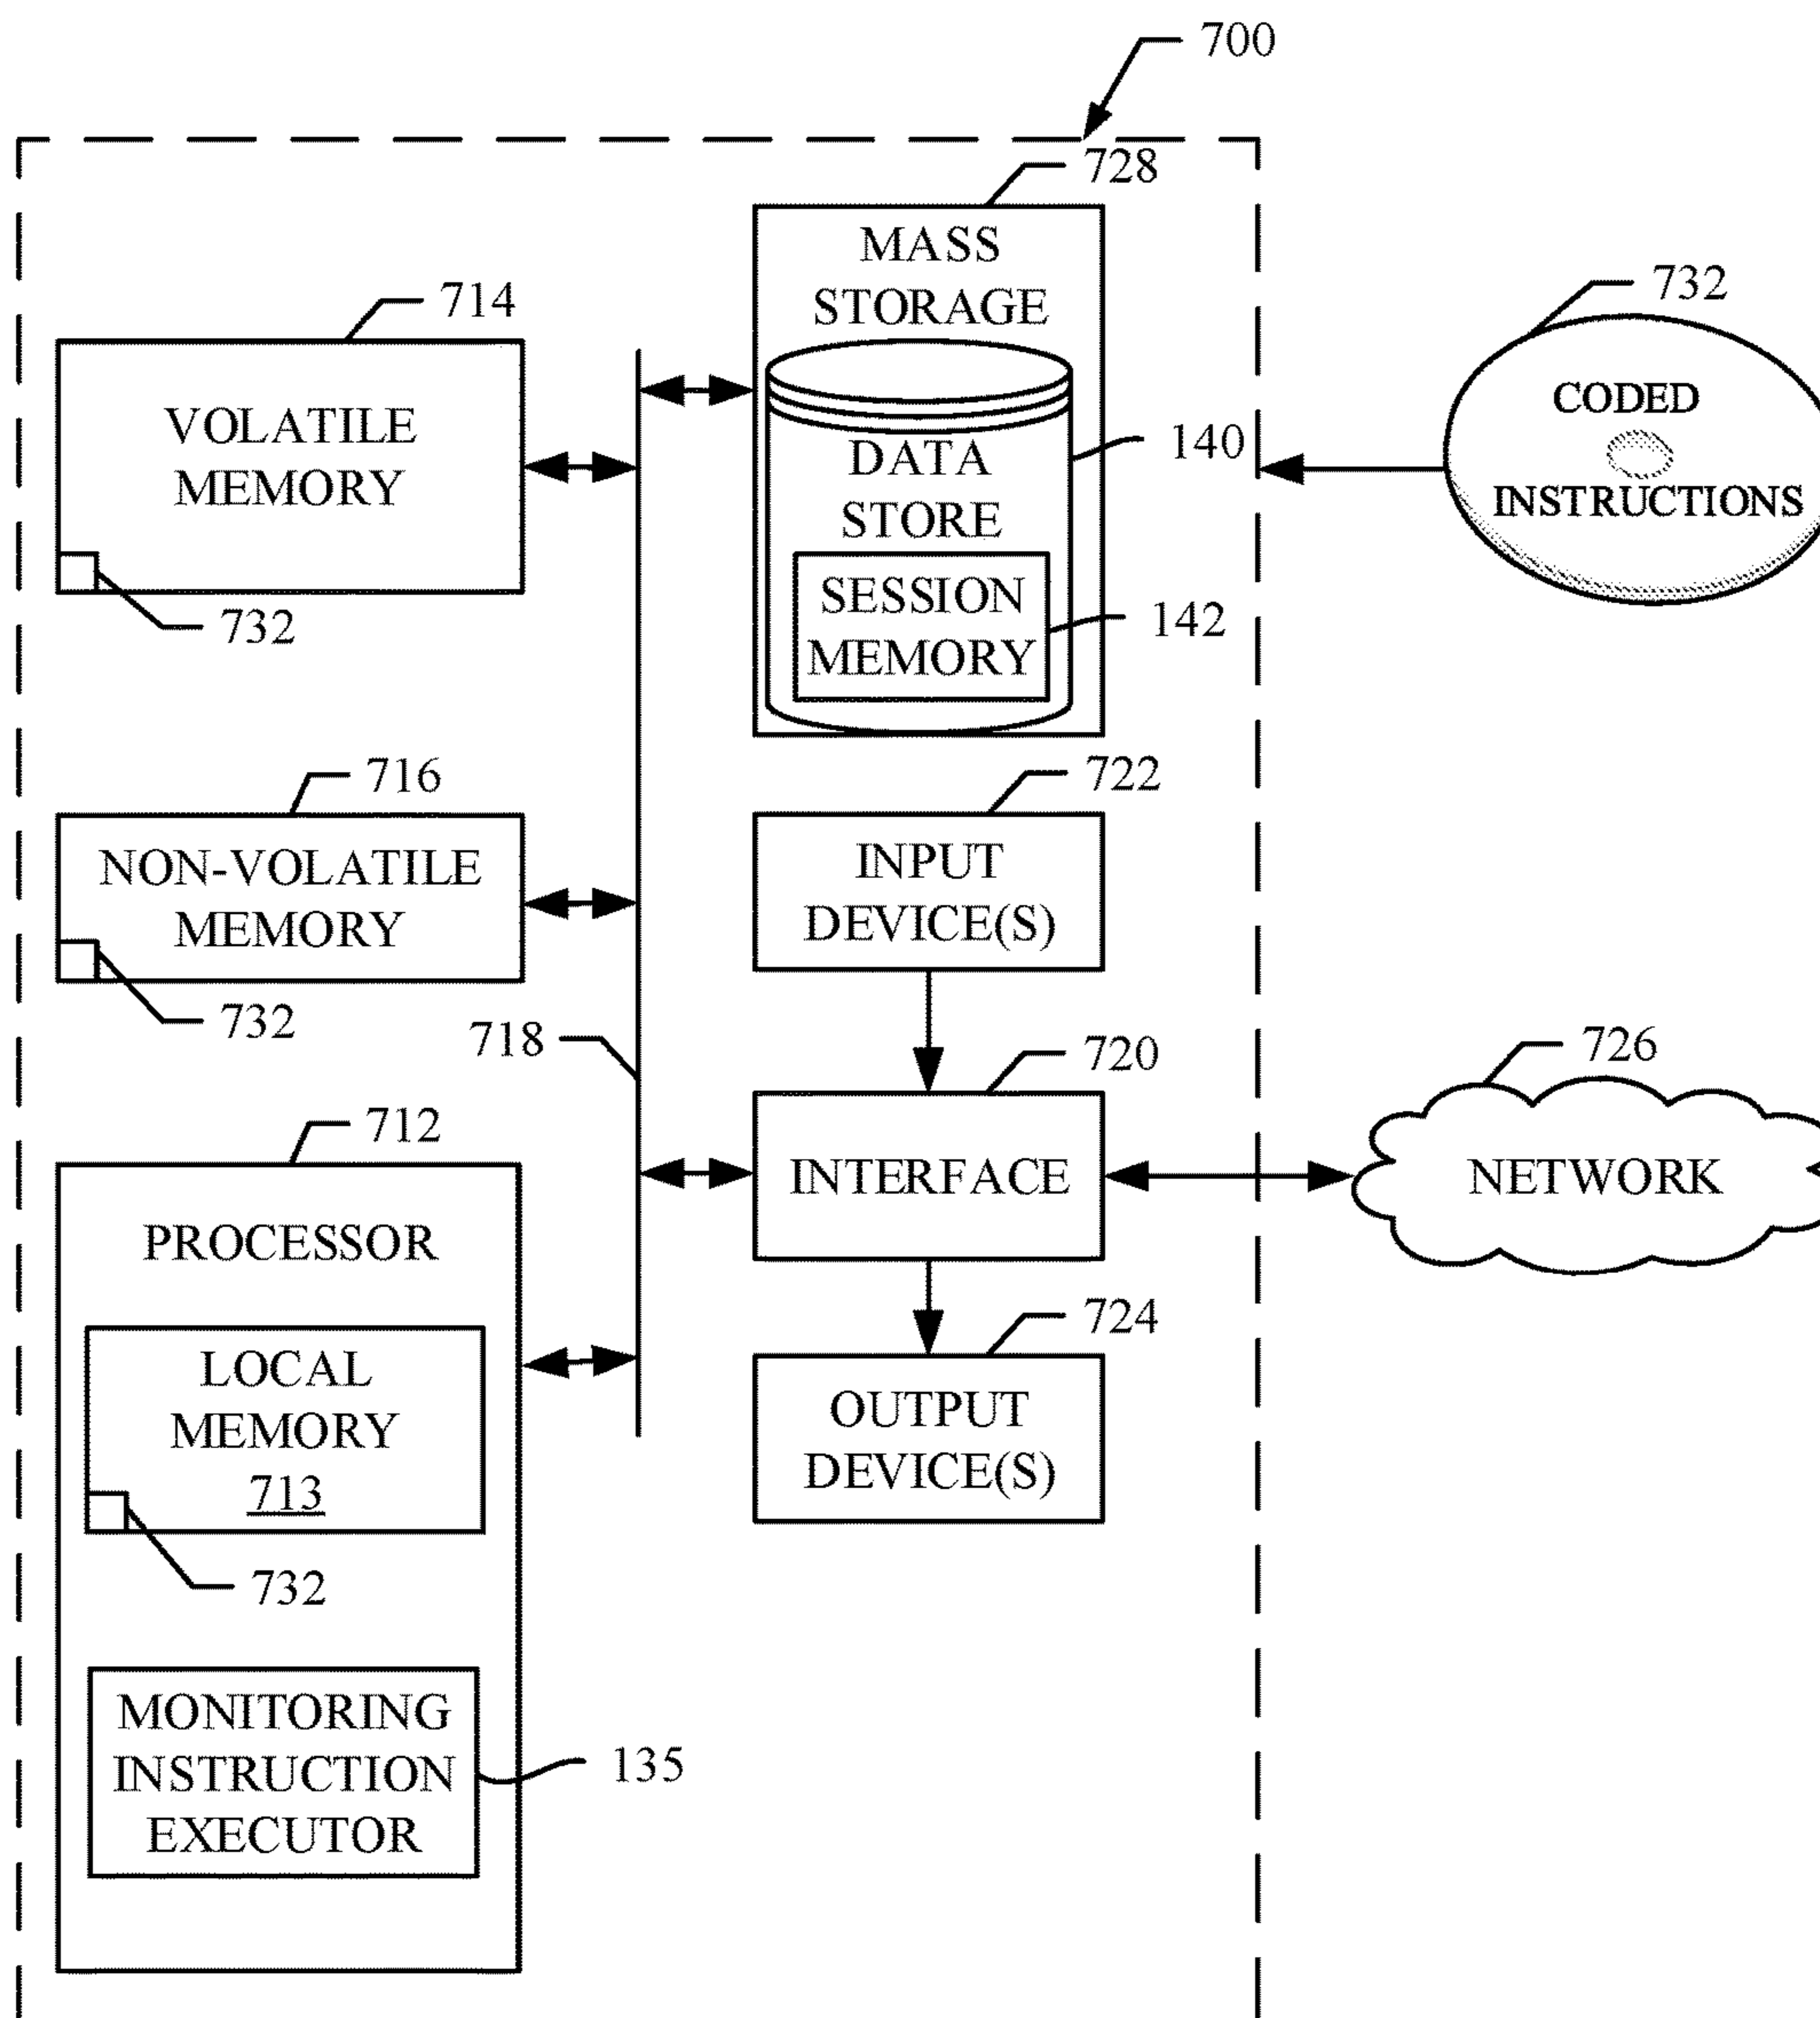 700
728
MASS
STORAGE
714
732
VOLATILE
MEMORY
CODED
INSTRUCTIONS
DATA
STORE
140
SESSION
MEMORY
142
732
716
722
NON-VOLATILE
MEMORY
INPUT
DEVICE(S)
732
718
720
726
712
INTERFACE
NETWORK
PROCESSOR
724
LOCAL
MEMORY
713
OUTPUT
DEVICE(S)
732
MONITORING
INSTRUCTION
EXECUTOR
135